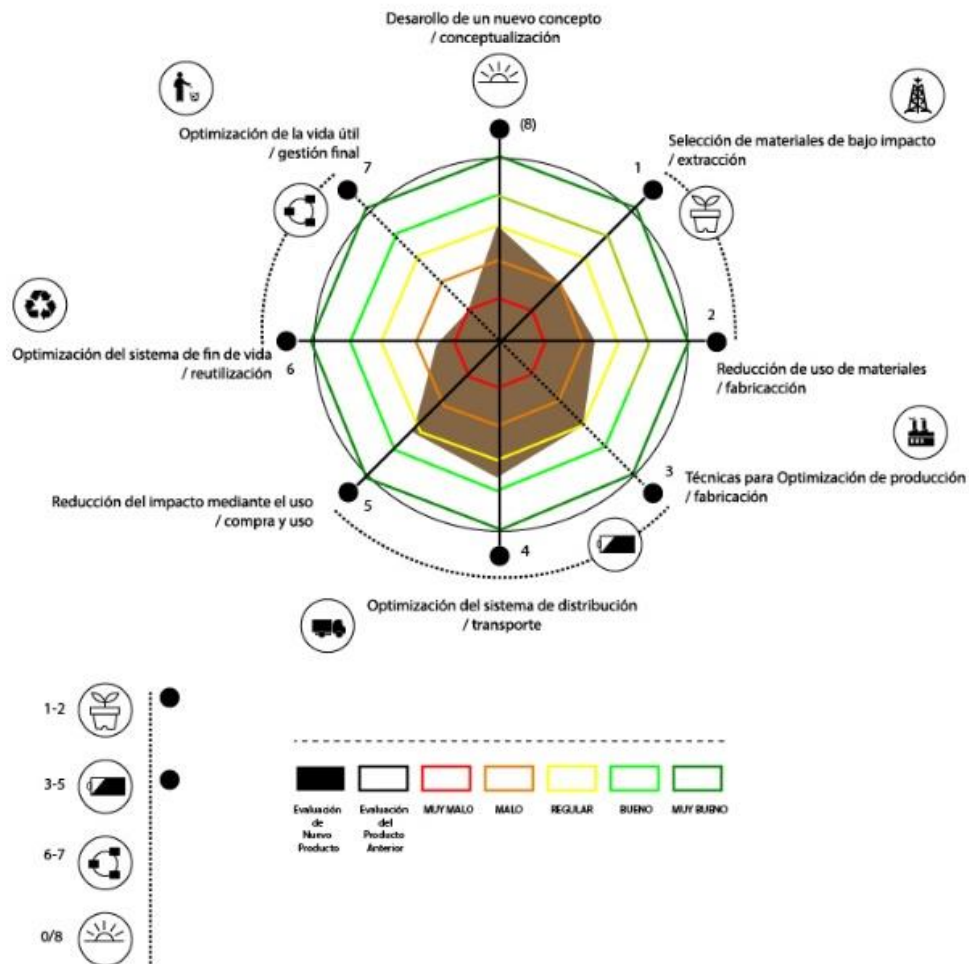 Desarollo de un nuevo concepto
/ conceptualización
(8)
Optimización de la vida útil
/ gestión final
7
Selección de materiales de bajo impacto
/ extracción
1
2
Optimización del sistema de fin de vida
/ reutilización
6
Reducción de uso de materiales
/ fabricacción
3
Técnicas para Optimización de producción
/ fabricación
Reducción del impacto mediante el uso
/ compra y uso
5
4
Optimización del sistema de distribución
/ transporte
1-2
3-5
6-7
0/8
Evaluación
de
Nuevo
Producto
Evaluación
del
Producto
Anterior
MUY MALO
MALO
REGULAR
BUENO
MUY BUENO